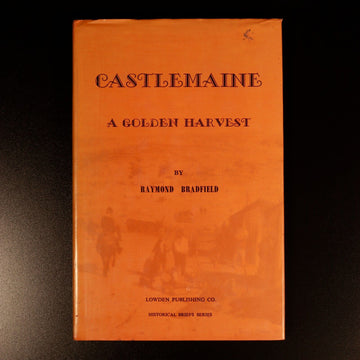 CASTLEMAINE
A GOLDEN HARVEST
BY
RAYMOND BRADFIELD
LOWDEN PUBLISHING CO.
HISTORICAL BRIEFS SERIES